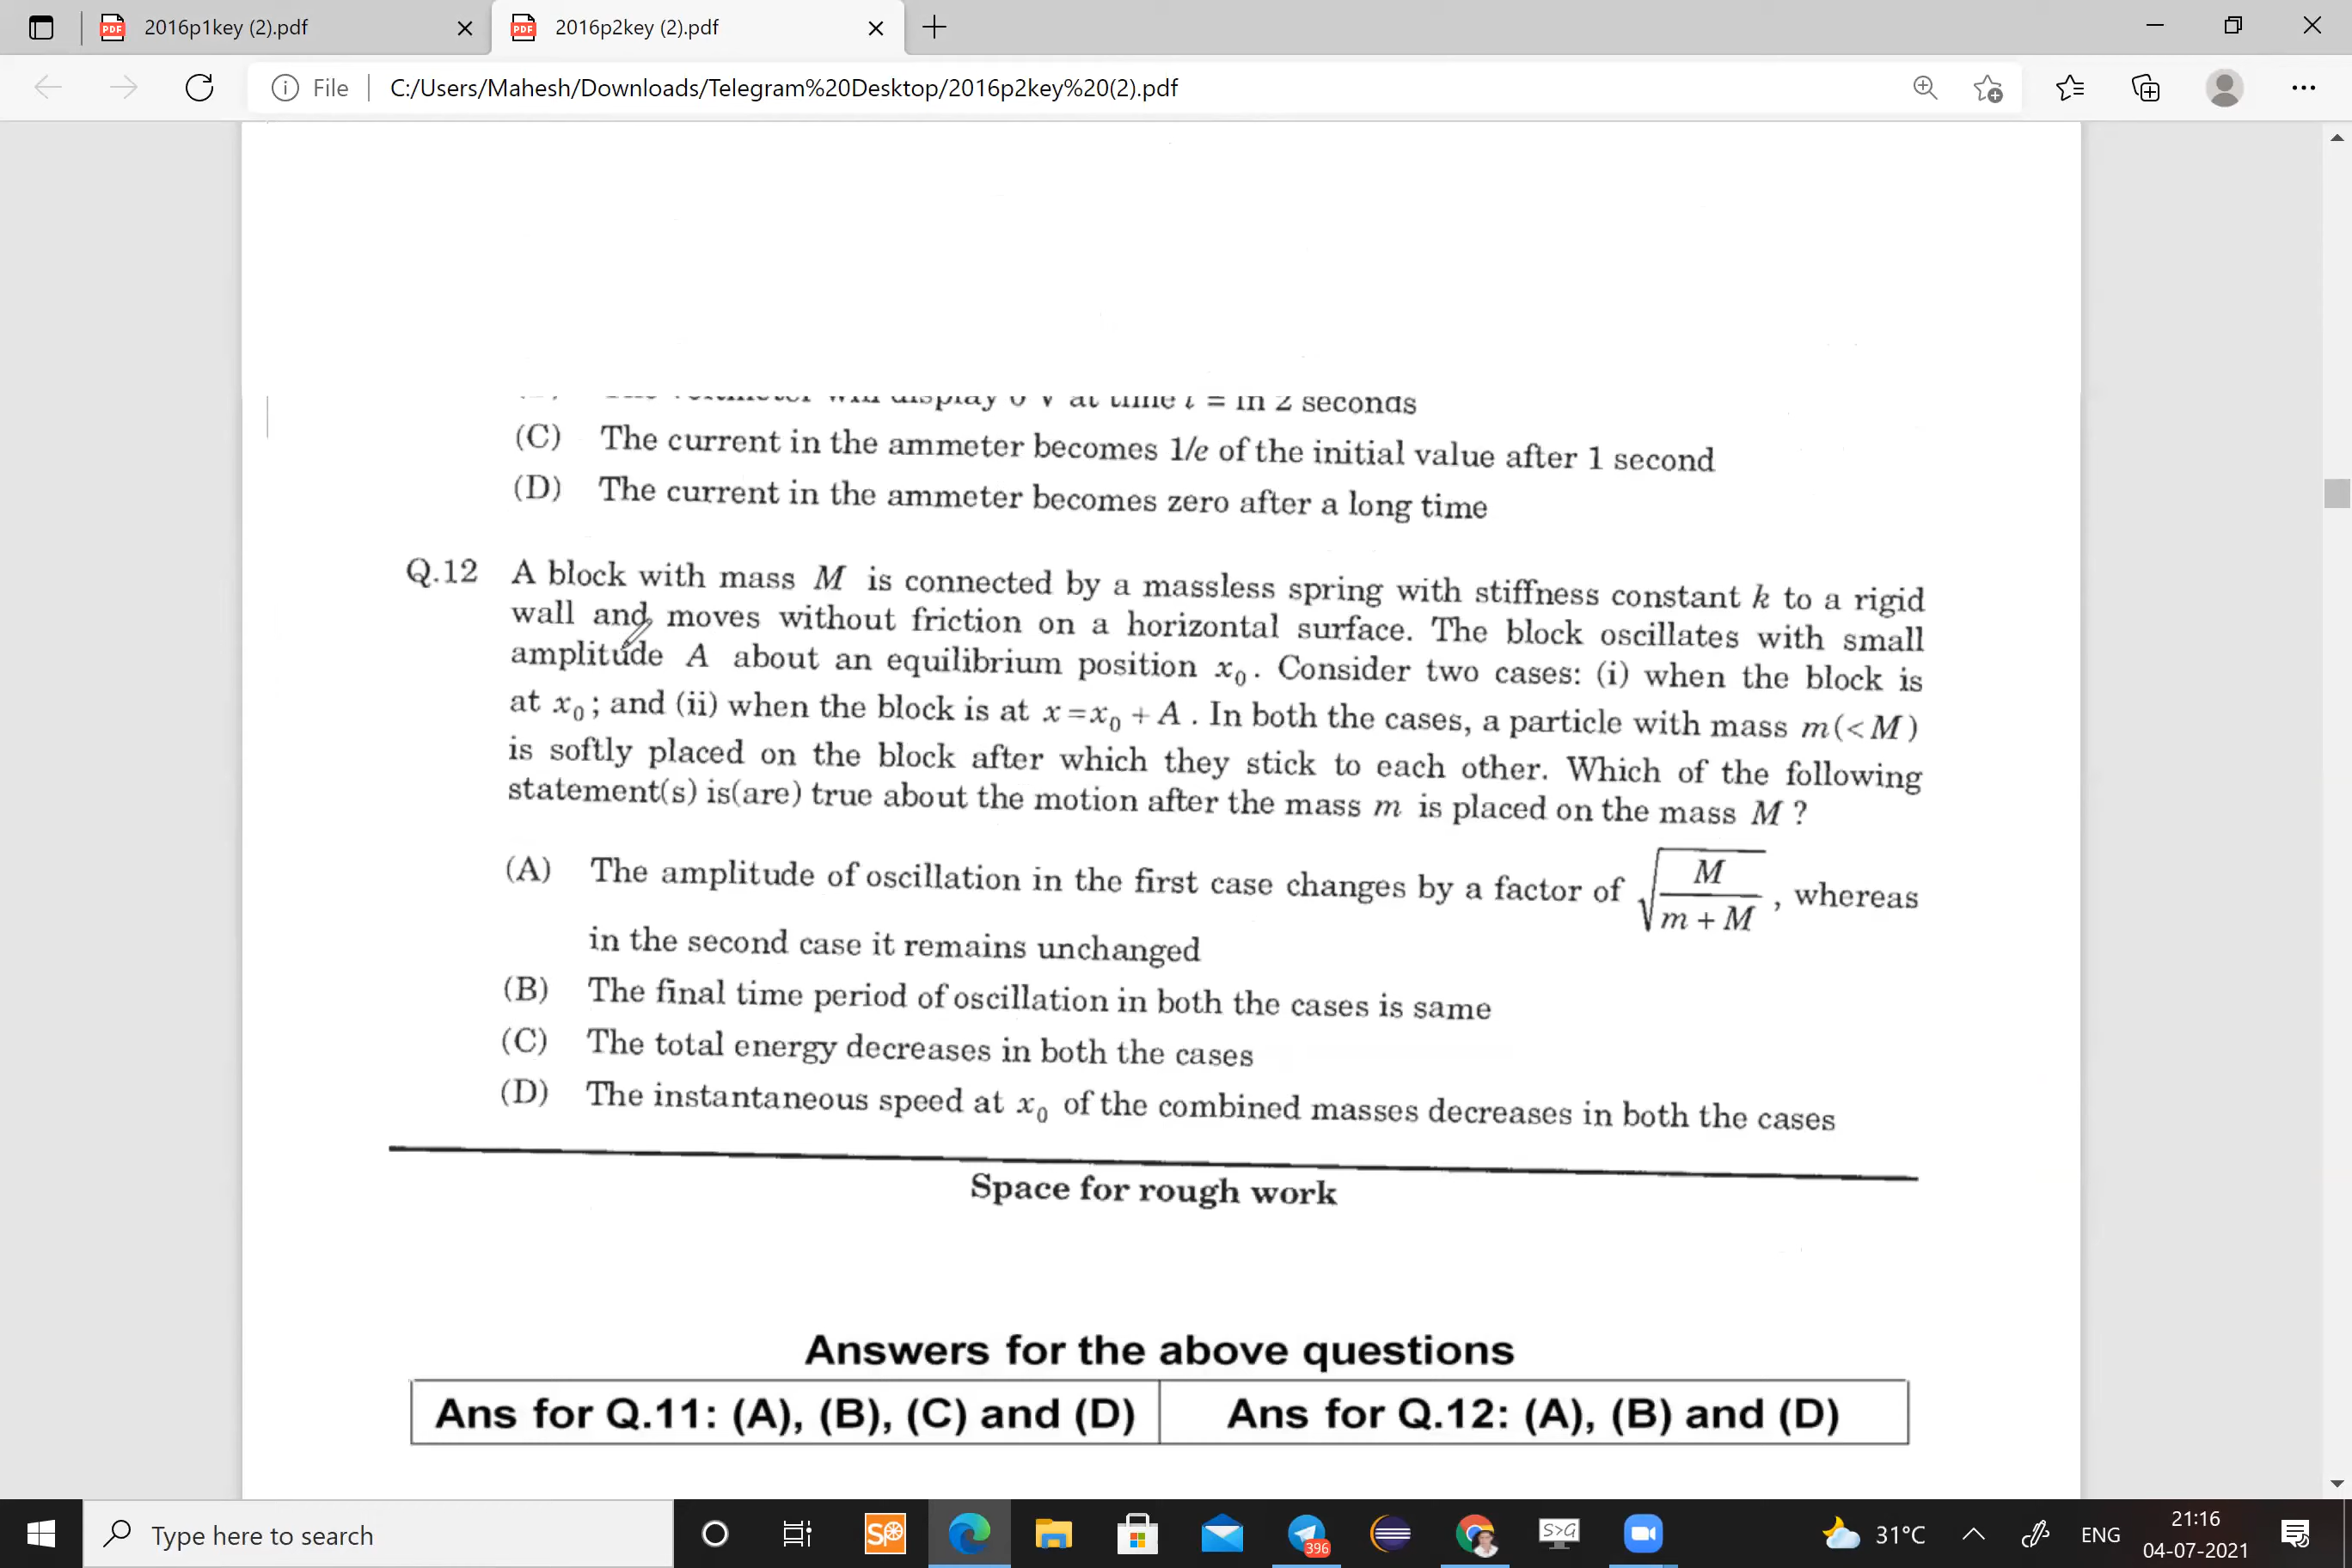 2016p1key (2).pdf
2016p2key (2).pdf
File
C:/Users/Mahesh/Downloads/Telegram%20Desktop/2016p2key%20(2).pdf
display 0 V at time t = ln 2 seconds
(C) The current in the ammeter becomes 1/e of the initial value after 1 second
(D) The current in the ammeter becomes zero after a long time
Q.12 A block with mass M is connected by a massless spring with stiffness constant k to a rigid
wall and moves without friction on a horizontal surface. The block oscillates with small
amplitude A about an equilibrium position x₀. Consider two cases: (i) when the block is
at x₀; and (ii) when the block is at x=x₀ + A. In both the cases, a particle with mass m(<M)
is softly placed on the block after which they stick to each other. Which of the following
statement(s) is(are) true about the motion after the mass m is placed on the mass M ?
(A) The amplitude of oscillation in the first case changes by a factor of √(M/(m + M)), whereas
in the second case it remains unchanged
(B) The final time period of oscillation in both the cases is same
(C) The total energy decreases in both the cases
(D) The instantaneous speed at x₀ of the combined masses decreases in both the cases
Space for rough work
Answers for the above questions
Ans for Q.11: (A), (B), (C) and (D)
Ans for Q.12: (A), (B) and (D)
Type here to search
SP
396
S>G
31°C
ENG
21:16
04-07-2021